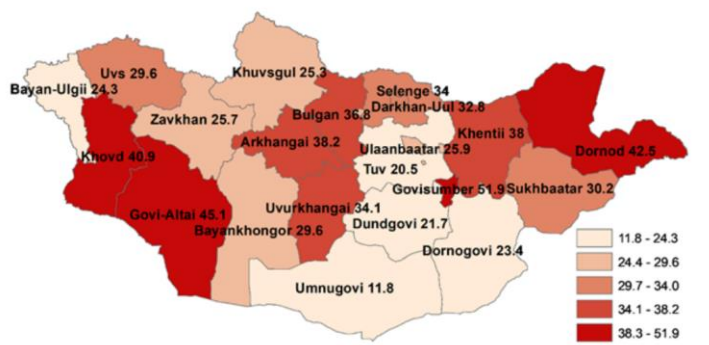 Uvs 29.6
Khuvsgul 25.3
Bayan-Ulgii 24.3
Selenge 34
Darkhan-Uul 32.8
Bulgan 36.8
Zavkhan 25.7
Khentii 38
Arkhangai 38.2
Ulaanbaatar 25.9
Dornod 42.5
Khovd 40.9
Tuv 20.5
Govisumber 51.9
Sukhbaatar 30.2
Uvurkhangai 34.1
Govi-Altai 45.1
Dundgovi 21.7
Bayankhongor 29.6
Dornogovi 23.4
Umnugovi 11.8
11.8 - 24.3
24.4 - 29.6
29.7 - 34.0
34.1 - 38.2
38.3 - 51.9